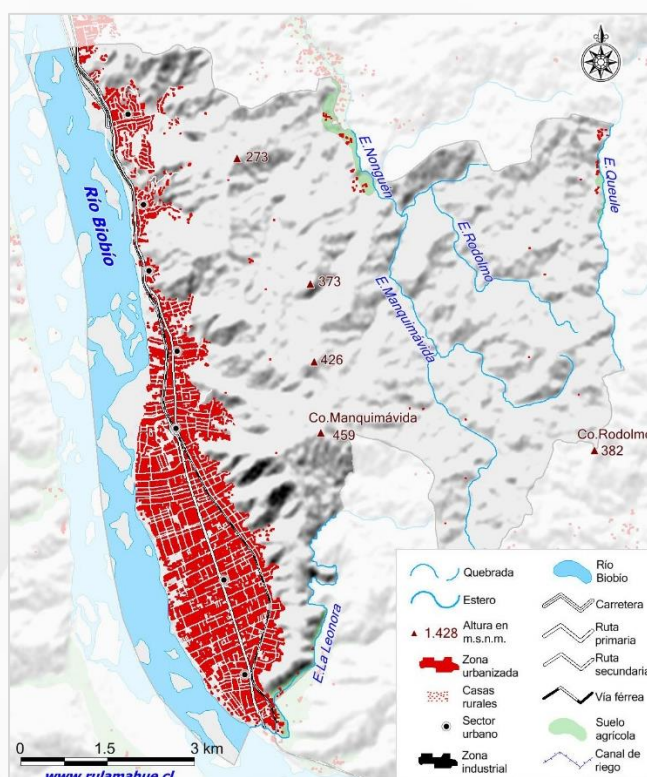 273
E.Nonguén
E.Queule
Río Biobío
E.Rodolmo
E.Manquimávida
373
426
Co.Manquimávida
459
Co.Rodolmo
382
E.La Leonora
Quebrada
Estero
1.428
Altura en
m.s.n.m.
Zona
urbanizada
Casas
rurales
Sector
urbano
Zona
industrial
Río
Biobío
Carretera
Ruta
primaria
Ruta
secundaria
Vía férrea
Suelo
agrícola
Canal de
riego
0 1.5 3 km
www.rulamahue.cl